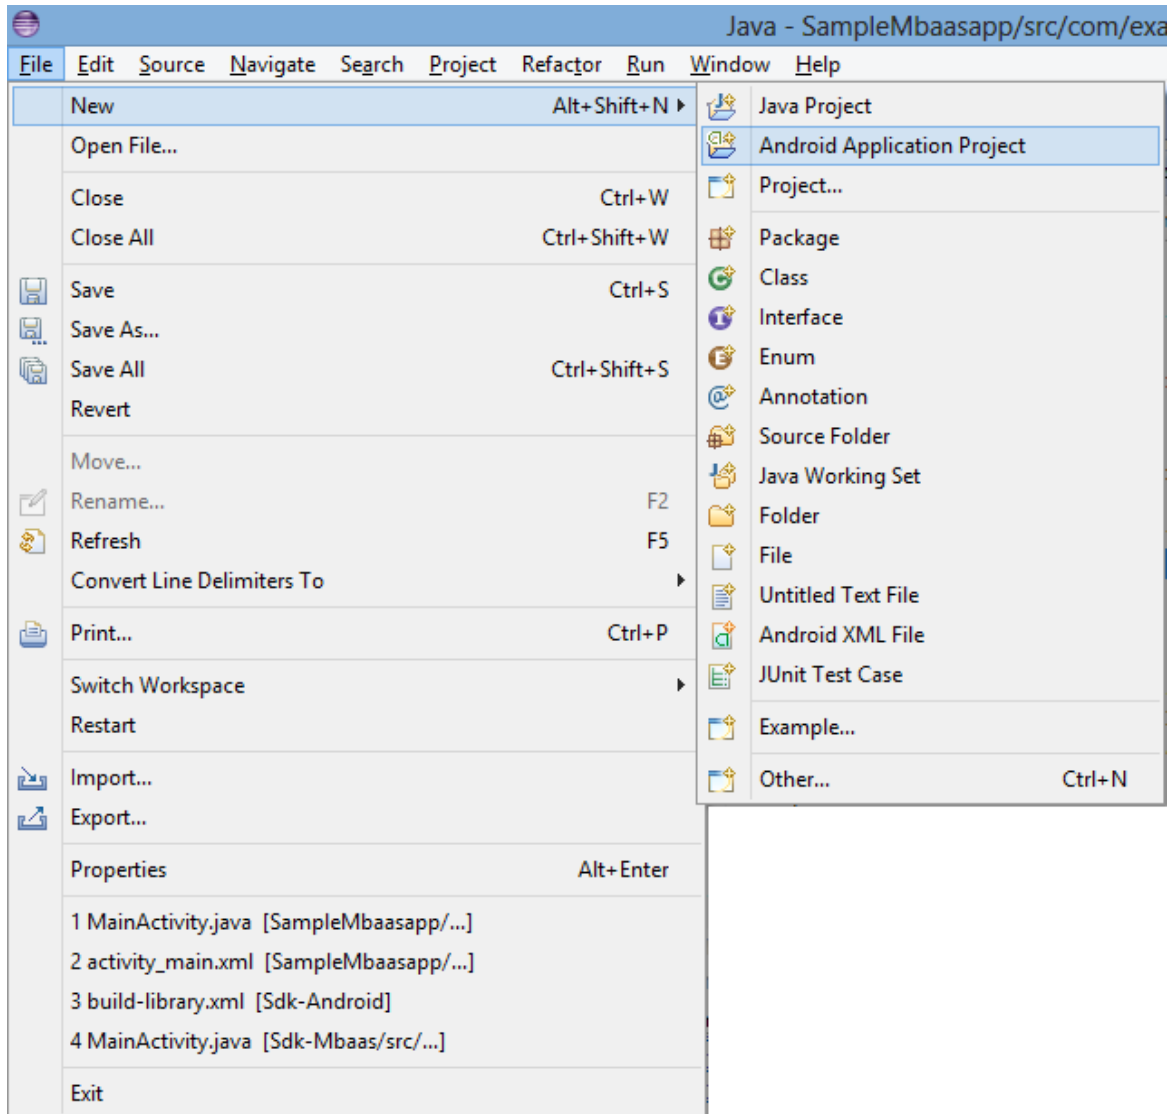 Java - SampleMbaasapp/src/com/exa
File Edit Source Navigate Search Project Refactor Run Window Help
New Alt+Shift+N
Open File...
Close Ctrl+W
Close All Ctrl+Shift+W
Save Ctrl+S
Save As...
Save All Ctrl+Shift+S
Revert
Move...
Rename... F2
Refresh F5
Convert Line Delimiters To
Print... Ctrl+P
Switch Workspace
Restart
Import...
Export...
Properties Alt+Enter
1 MainActivity.java [SampleMbaasapp/...]
2 activity_main.xml [SampleMbaasapp/...]
3 build-library.xml [Sdk-Android]
4 MainActivity.java [Sdk-Mbaas/src/...]
Exit
Java Project
Android Application Project
Project...
Package
Class
Interface
Enum
Annotation
Source Folder
Java Working Set
Folder
File
Untitled Text File
Android XML File
JUnit Test Case
Example...
Other... Ctrl+N